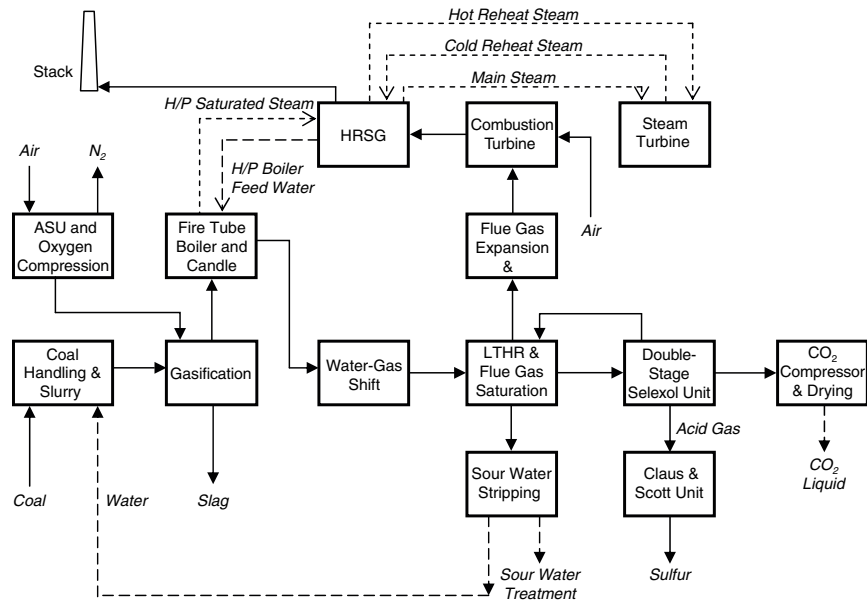 Hot Reheat Steam
Cold Reheat Steam
Main Steam
Stack
H/P Saturated Steam
HRSG
Combustion
Turbine
Steam
Turbine
Air
N2
H/P Boiler
Feed Water
Air
ASU and
Oxygen
Compression
Fire Tube
Boiler and
Candle
Flue Gas
Expansion
&
Coal
Handling &
Slurry
Gasification
Water-Gas
Shift
LTHR &
Flue Gas
Saturation
Double-
Stage
Selexol Unit
CO2
Compressor
& Drying
Acid Gas
Coal
Water
Slag
Sour Water
Stripping
Claus &
Scott Unit
CO2
Liquid
Sour Water
Treatment
Sulfur